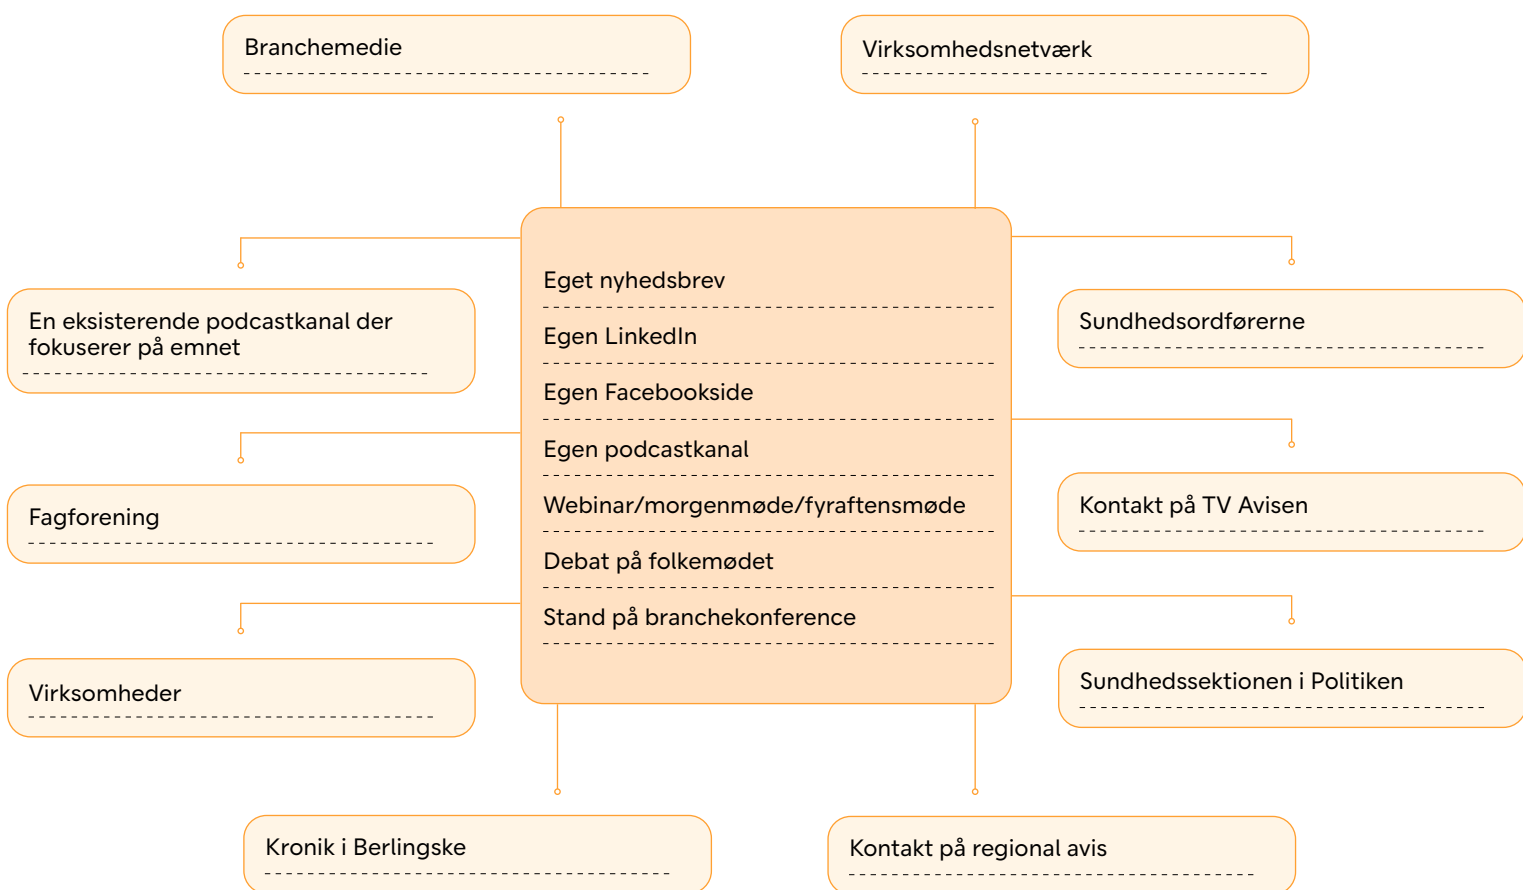 Branchemedie
Virksomhedsnetværk
Eget nyhedsbrev
Egen LinkedIn
Egen Facebookside
Egen podcastkanal
Webinar/morgenmøde/fyraftensmøde
Debat på folkemødet
Stand på branchekonference
En eksisterende podcastkanal der
fokuserer på emnet
Fagforening
Virksomheder
Sundhedsordførerne
Kontakt på TV Avisen
Sundhedssektionen i Politiken
Kronik i Berlingske
Kontakt på regional avis